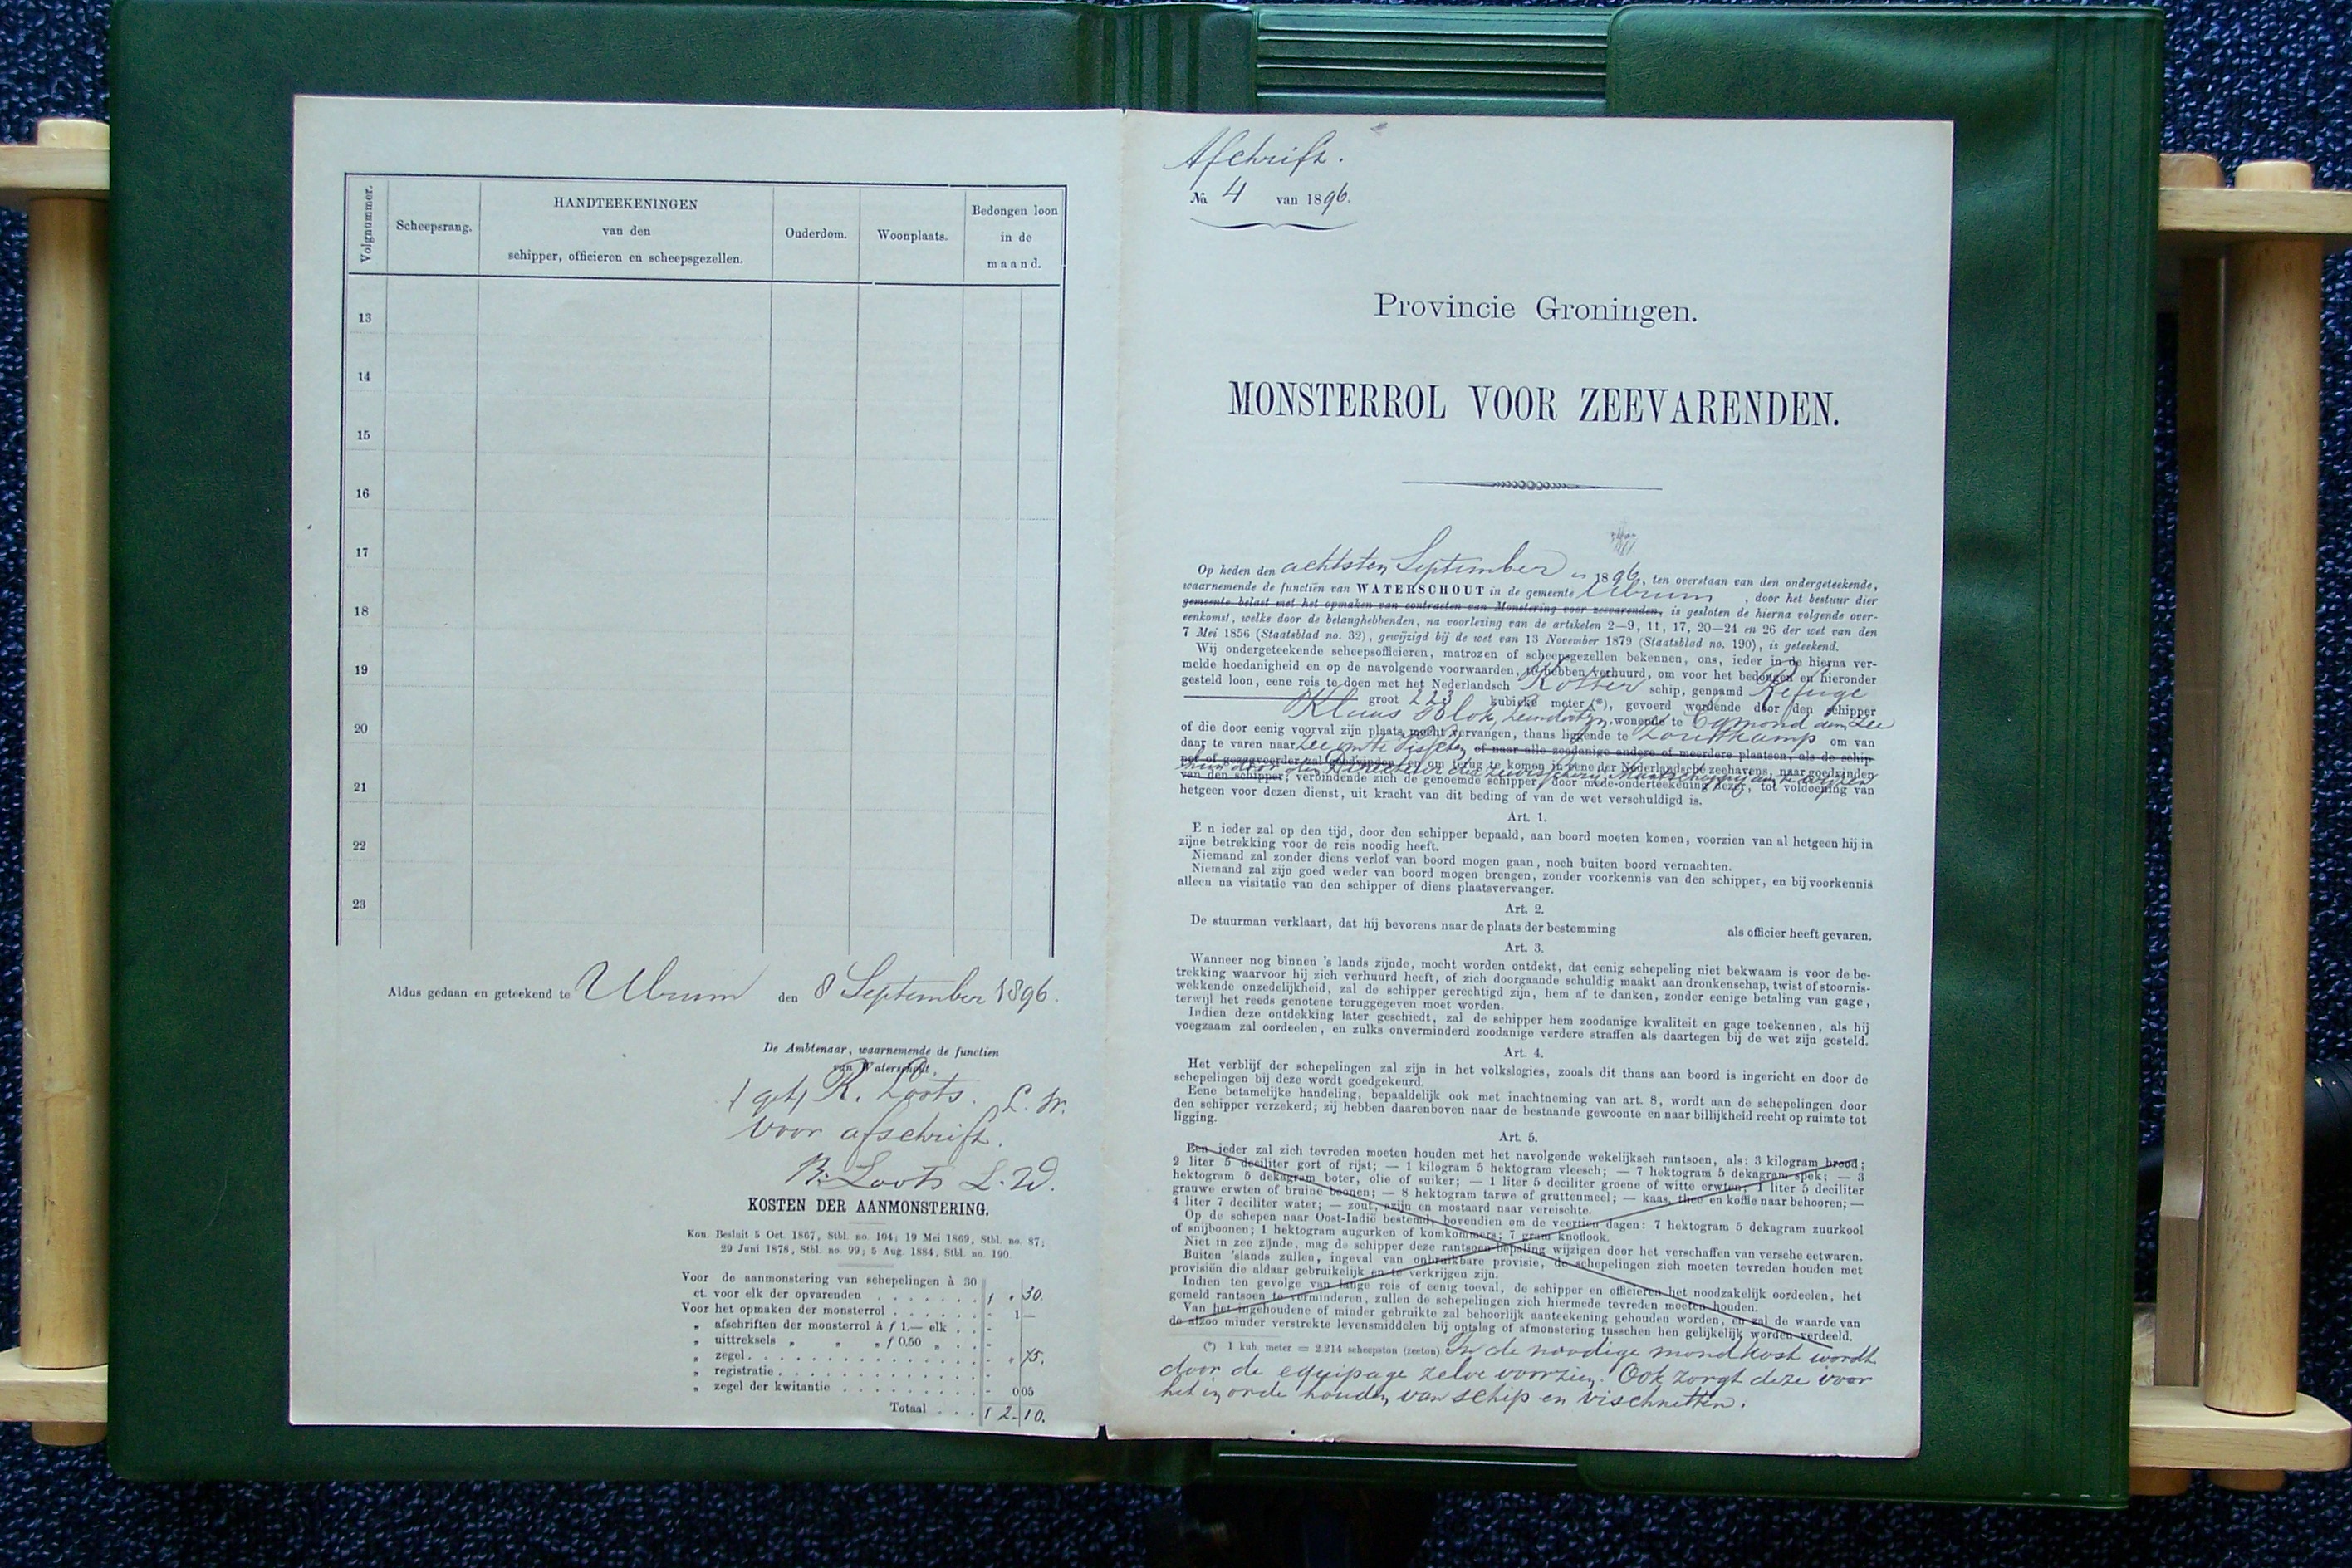 Volgnummer.
Scheepsrang.
HANDTEEKENINGEN
van den
schipper, officieren en scheepsgezellen.
Ouderdom.
Woonplaats.
Bedongen loon
in de
maand.
13
14
15
16
17
18
19
20
21
22
23
Aldus gedaan en geteekend te Ulrum den 8 September 1896.
De Ambtenaar, waarnemende de functien
van Waterschout,
(get) R. Loots. L. W.
voor afschrift.
R. Loots L. W.
KOSTEN DER AANMONSTERING.
Kon. Besluit 5 Oct. 1867, Stbl. no. 104; 19 Mei 1869, Stbl. no. 87;
29 Juni 1878, Stbl. no. 99; 5 Aug. 1884, Stbl. no. 190.
Voor de aanmonstering van schepelingen à 30
ct. voor elk der opvarenden . . . . . . . f „ 30.
Voor het opmaken der monsterrol . . . . . - 1 —
„ afschriften der monsterrol à f 1.— elk . . -
„ uittreksels „ „ „ f 0.50 „ . . -
„ zegel . . . . . . . . . . . . . - „ 75.
„ registratie . . . . . . . . . . . -
„ zegel der kwitantie . . . . . . . . - 0 05
Totaal . . . f 2. 10.
Afschrift.
No. 4 van 1896.
Provincie Groningen.
MONSTERROL VOOR ZEEVARENDEN.
Op heden den achtsten September 1896, ten overstaan van den ondergeteekende,
waarnemende de functiën van WATERSCHOUT in de gemeente Ulrum, door het bestuur dier
gemeente belast met het opmaken van contracten van Monstering voor zeevarenden, is gesloten de hierna volgende over-
eenkomst, welke door de belanghebbenden, na voorlezing van de artikelen 2—9, 11, 17, 20—24 en 26 der wet van den
7 Mei 1856 (Staatsblad no. 32), gewijzigd bij de wet van 13 November 1879 (Staatsblad no. 190), is geteekend.
Wij ondergeteekende scheepsofficieren, matrozen of scheepsgezellen bekennen, ons, ieder in de hierna ver-
melde hoedanigheid en op de navolgende voorwaarden, te hebben verhuurd, om voor het bedongen en hieronder
gesteld loon, eene reis te doen met het Nederlandsch Kotter schip, genaamd Refuge
groot 223 kubieke meter (*), gevoerd wordende door den schipper
Klaas Blok, wonende te Egmond aan Zee
of die door eenig voorval zijn plaats mocht vervangen, thans liggende te Zoutkamp om van
daar te varen naar Zee om te Visschen of naar alle zoodanige andere of meerdere plaatsen, als de schip-
per of gezagvoerder zal goedvinden en om terug te komen in eene der Nederlandsche zeehavens, naar goedvinden
hun door den Directeur der Zeevisscherij Maatschappij aan te wijzen
van den schipper; verbindende zich de genoemde schipper, door mede-onderteekening dezer, tot voldoening van
hetgeen voor dezen dienst, uit kracht van dit beding of van de wet verschuldigd is.
Art. 1.
E n ieder zal op den tijd, door den schipper bepaald, aan boord moeten komen, voorzien van al hetgeen hij in
zijne betrekking voor de reis noodig heeft.
Niemand zal zonder diens verlof van boord mogen gaan, noch buiten boord vernachten.
Niemand zal zijn goed weder van boord mogen brengen, zonder voorkennis van den schipper, en bij voorkennis
alleen na visitatie van den schipper of diens plaatsvervanger.
Art. 2.
De stuurman verklaart, dat hij bevorens naar de plaats der bestemming als officier heeft gevaren.
Art. 3.
Wanneer nog binnen 's lands zijnde, mocht worden ontdekt, dat eenig schepeling niet bekwaam is voor de be-
trekking waarvoor hij zich verhuurd heeft, of zich doorgaande schuldig maakt aan dronkenschap, twist of stoornis-
wekkende onzedelijkheid, zal de schipper gerechtigd zijn, hem af te danken, zonder eenige betaling van gage,
terwijl het reeds genotene teruggegeven moet worden.
Indien deze ontdekking later geschiedt, zal de schipper hem zoodanige kwaliteit en gage toekennen, als hij
voegzaam zal oordeelen, en zulks onverminderd zoodanige verdere straffen als daartegen bij de wet zijn gesteld.
Art. 4.
Het verblijf der schepelingen zal zijn in het volkslogies, zooals dit thans aan boord is ingericht en door de
schepelingen bij deze wordt goedgekeurd.
Eene betamelijke handeling, bepaaldelijk ook met inachtneming van art. 8, wordt aan de schepelingen door
den schipper verzekerd; zij hebben daarenboven naar de bestaande gewoonte en naar billijkheid recht op ruimte tot
ligging.
Art. 5.
Een ieder zal zich tevreden moeten houden met het navolgende wekelijksch rantsoen, als: 3 kilogram brood;
2 liter 5 deciliter gort of rijst; — 1 kilogram 5 hektogram vleesch; — 7 hektogram 5 dekagram spek; — 3
hektogram 5 dekagram boter, olie of suiker; — 1 liter 5 deciliter groene of witte erwten; 1 liter 5 deciliter
grauwe erwten of bruine boonen; — 8 hektogram tarwe of gruttenmeel; — kaas, thee en koffie naar behooren; —
4 liter 7 deciliter water; — zout, azijn en mostaard naar vereischte.
Op de schepen naar Oost-Indië bestemd, bovendien om de veertien dagen: 7 hektogram 5 dekagram zuurkool
of snijboonen; 1 hektogram augurken of komkommers; 7 gram knoflook.
Niet in zee zijnde, mag de schipper deze rantsoen-bepaling wijzigen door het verschaffen van versche eetwaren.
Buiten 'slands zullen, ingeval van onbruikbare provisie, de schepelingen zich moeten tevreden houden met
provisiën die aldaar gebruikelijk en te verkrijgen zijn.
Indien ten gevolge van lange reis of eenig toeval, de schipper en officieren het noodzakelijk oordeelen, het
gemeld rantsoen te verminderen, zullen de schepelingen zich hiermede tevreden moeten houden.
Van het ingehoudene of minder gebruikte zal behoorlijk aanteekening gehouden worden, en zal de waarde van
de alzoo minder verstrekte levensmiddelen bij ontslag of afmonstering tusschen hen gelijkelijk worden verdeeld.
(*) 1 kub. meter = 2.214 scheepston (zeeton) In de noodige mondkost wordt
door de equipage zelve voorzien. Ook zorgt deze voor
het in orde houden van schip en vischnetten.